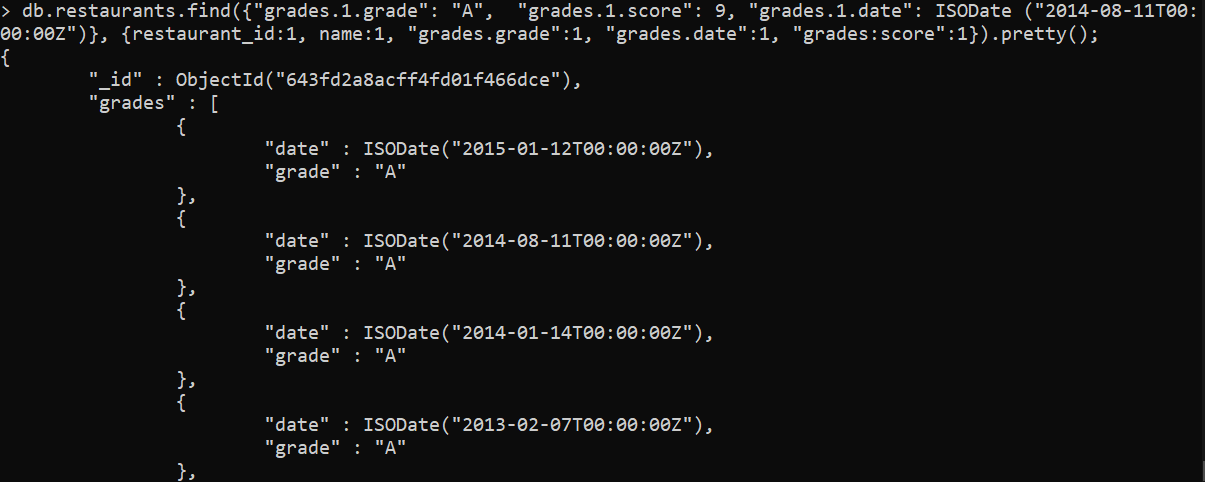 > db.restaurants.find({"grades.1.grade": "A",  "grades.1.score": 9, "grades.1.date": ISODate ("2014-08-11T00:
00:00Z")}, {restaurant_id:1, name:1, "grades.grade":1, "grades.date":1, "grades:score":1}).pretty();
{
        "_id" : ObjectId("643fd2a8acff4fd01f466dce"),
        "grades" : [
                {
                        "date" : ISODate("2015-01-12T00:00:00Z"),
                        "grade" : "A"
                },
                {
                        "date" : ISODate("2014-08-11T00:00:00Z"),
                        "grade" : "A"
                },
                {
                        "date" : ISODate("2014-01-14T00:00:00Z"),
                        "grade" : "A"
                },
                {
                        "date" : ISODate("2013-02-07T00:00:00Z"),
                        "grade" : "A"
                },